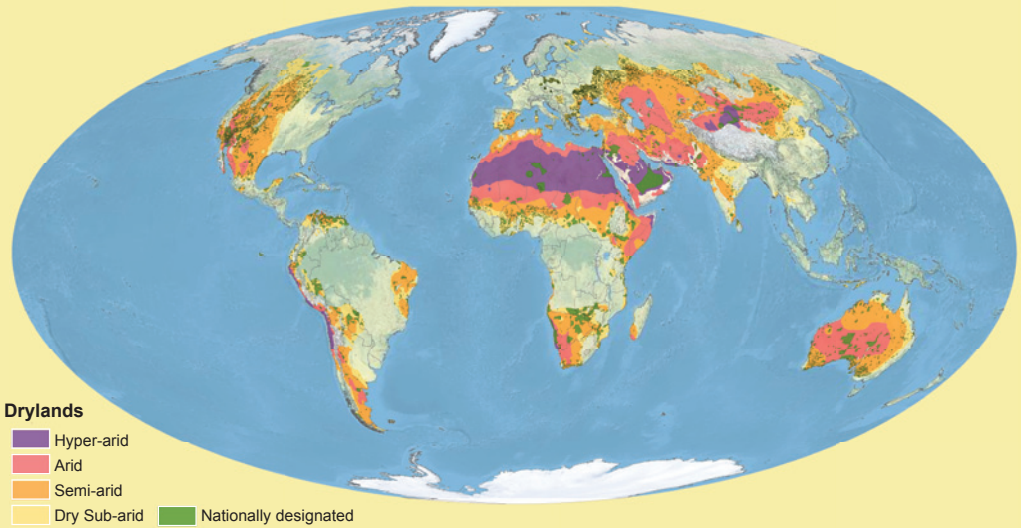 Drylands
Hyper-arid
Arid
Semi-arid
Dry Sub-arid Nationally designated